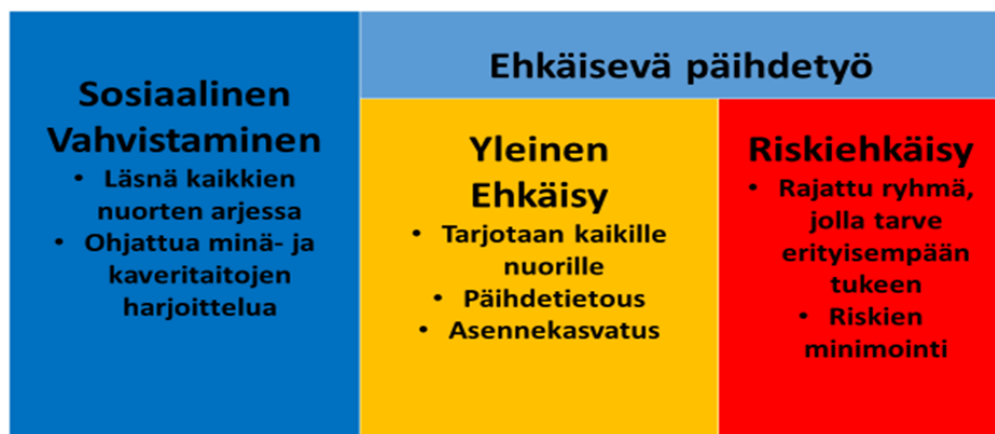 Sosiaalinen
Vahvistaminen
• Läsnä kaikkien
nuorten arjessa
• Ohjattua minä- ja
kaveritaitojen
harjoittelua
Ehkäisevä päihdetyö
Yleinen
Ehkäisy
• Tarjotaan kaikille
nuorille
• Päihdetietous
• Asennekasvatus
Riskiehkäisy
• Rajattu ryhmä,
jolla tarve
erityisempään
tukeen
• Riskien
minimointi